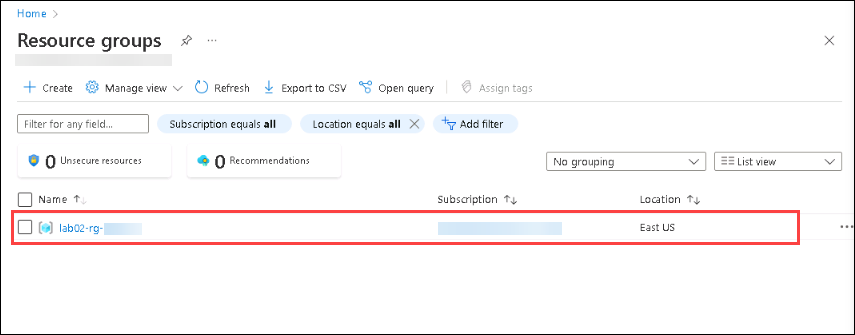 Home >
Resource groups ...
+ Create Manage view Refresh Export to CSV Open query Assign tags
Filter for any field... Subscription equals all Location equals all Add filter
0 Unsecure resources 0 Recommendations No grouping List view
Name ↑↓ Subscription ↑↓ Location ↑↓
lab02-rg- East US ...